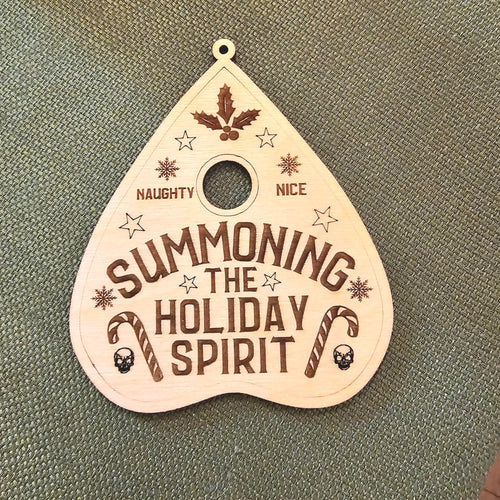 NAUGHTY NICE
SUMMONING
THE
HOLIDAY
SPIRIT